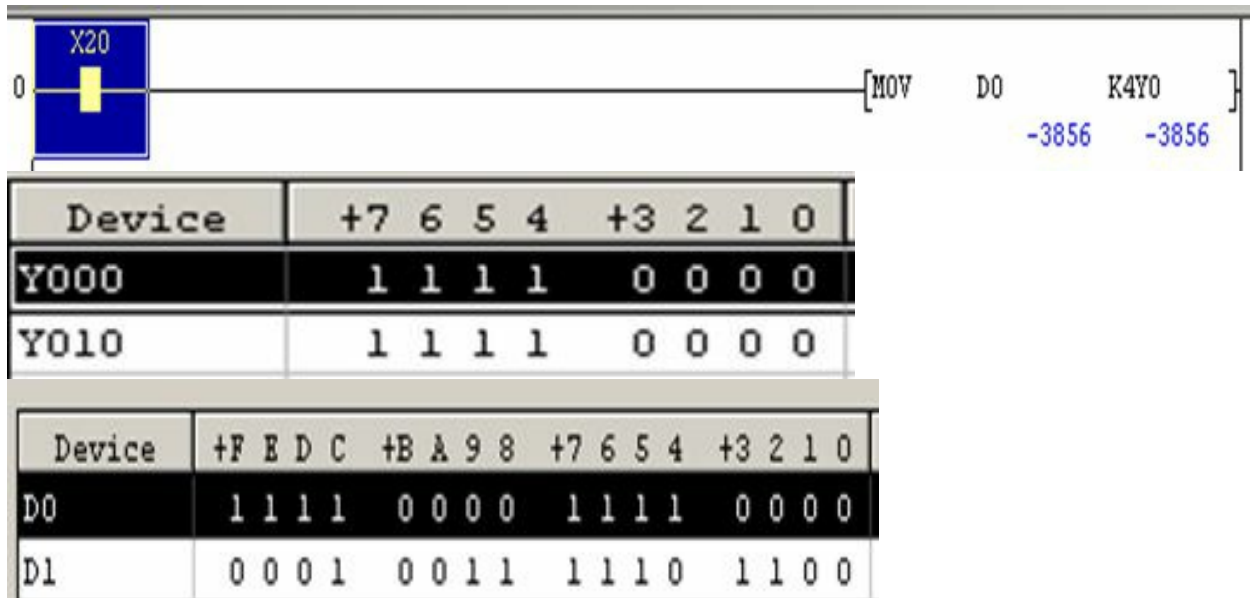 X20
0 [MOV D0 K4Y0 ]
-3856 -3856
Device +7 6 5 4 +3 2 1 0
Y000 1 1 1 1 0 0 0 0
Y010 1 1 1 1 0 0 0 0
Device +F E D C +B A 9 8 +7 6 5 4 +3 2 1 0
D0 1 1 1 1 0 0 0 0 1 1 1 1 0 0 0 0
D1 0 0 0 1 0 0 1 1 1 1 1 0 1 1 0 0